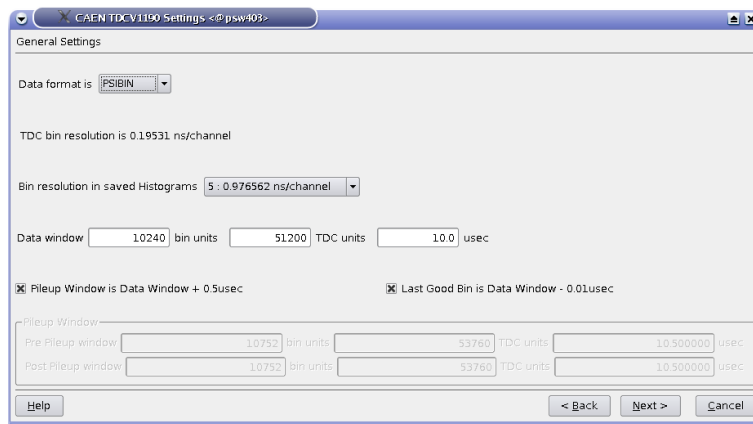 CAEN TDCV1190 Settings <@psw403>
General Settings
Data format is PSIBIN
TDC bin resolution is 0.19531 ns/channel
Bin resolution in saved Histograms 5 : 0.976562 ns/channel
Data window 10240 bin units 51200 TDC units 10.0 usec
Pileup Window is Data Window + 0.5usec Last Good Bin is Data Window - 0.01usec
Pileup Window
Pre Pileup window 10752 bin units 53760 TDC units 10.500000 usec
Post Pileup window 10752 bin units 53760 TDC units 10.500000 usec
Help < Back Next > Cancel